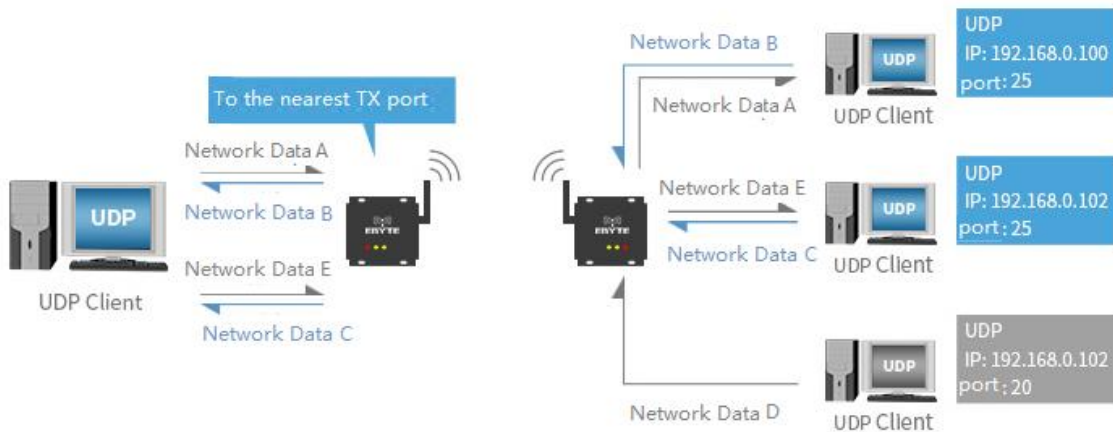 Network Data B
UDP
UDP
IP: 192.168.0.100
port: 25
To the nearest TX port
Network Data A
UDP Client
Network Data A
UDP
Network Data B
EBYTE
EBYTE
Network Data E
UDP
UDP
IP: 192.168.0.102
port: 25
Network Data E
Network Data C
UDP Client
UDP Client
Network Data C
UDP
UDP
IP: 192.168.0.102
port: 20
Network Data D
UDP Client